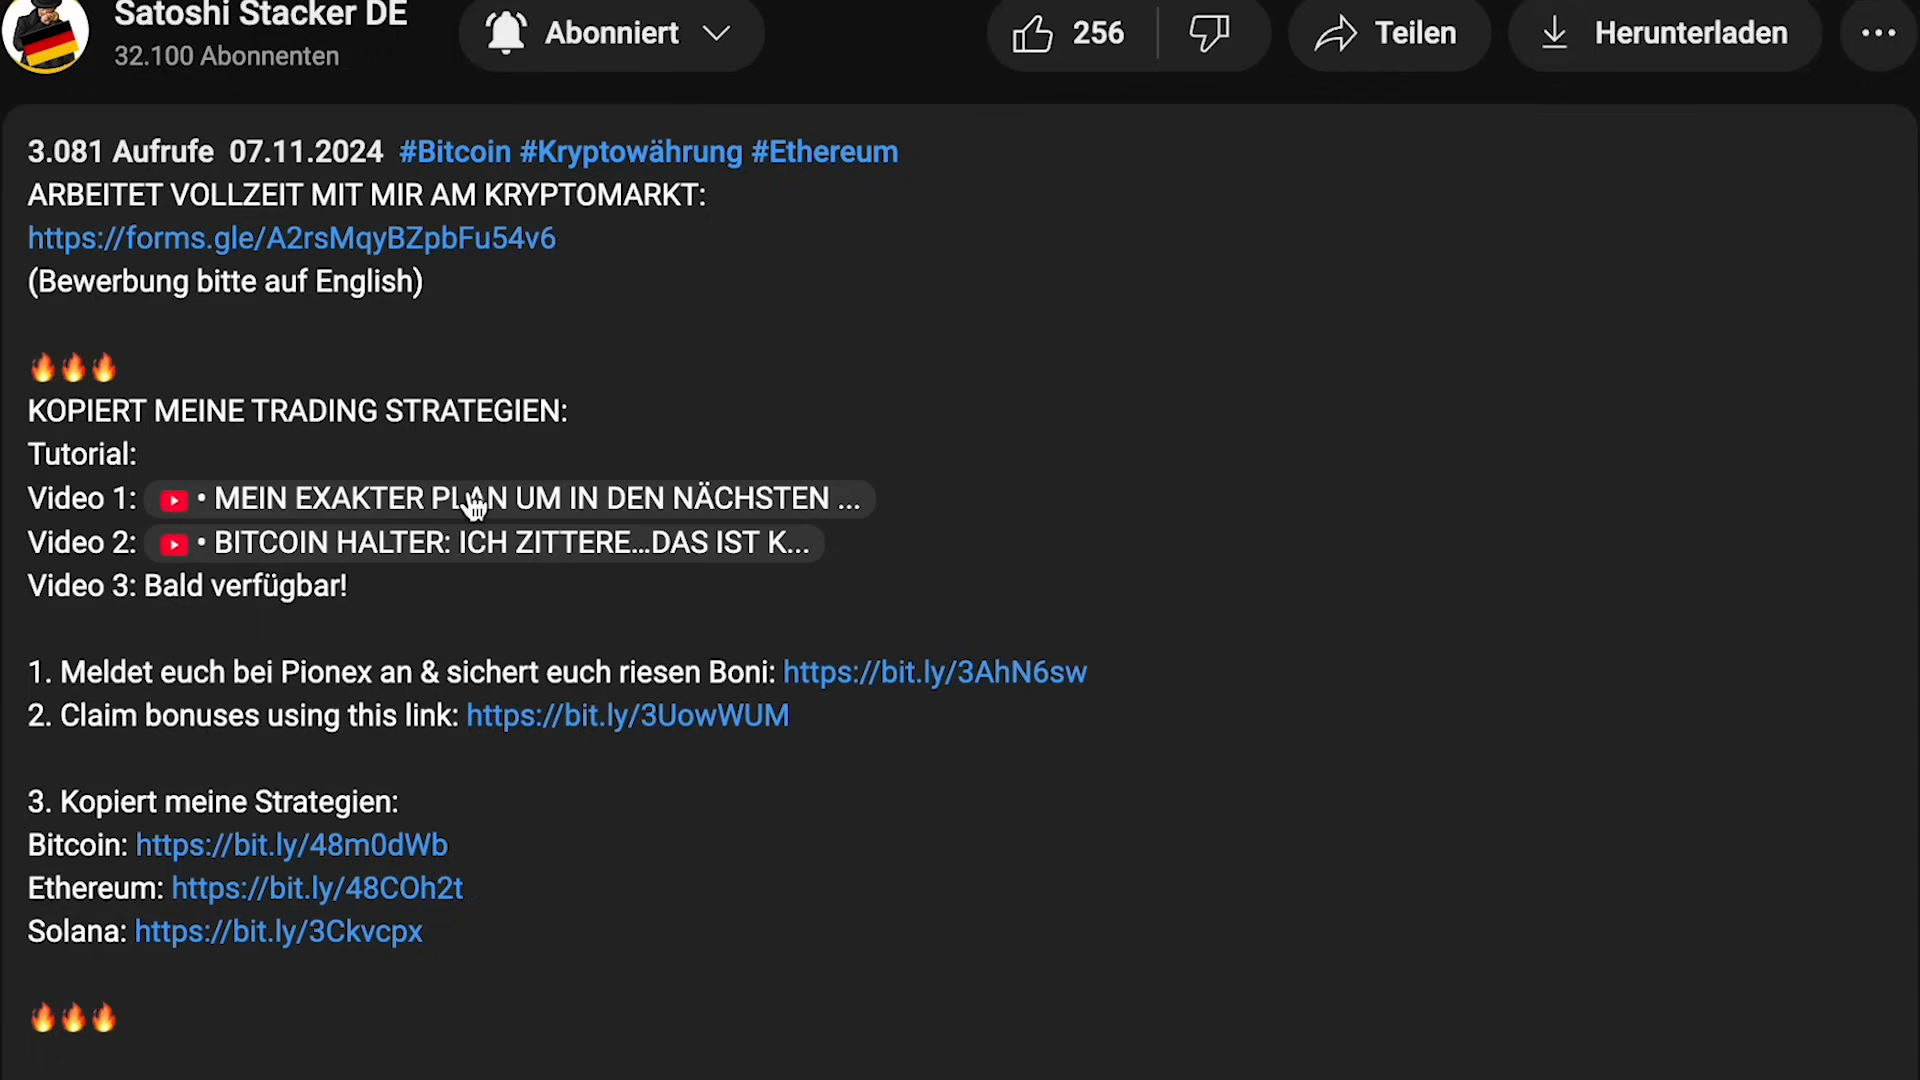 Satoshi Stacker DE
32.100 Abonnenten
Abonniert
256
Teilen
Herunterladen
3.081 Aufrufe 07.11.2024 #Bitcoin #Kryptowährung #Ethereum
ARBEITET VOLLZEIT MIT MIR AM KRYPTOMARKT:
https://forms.gle/A2rsMqyBZpbFu54v6
(Bewerbung bitte auf English)
🔥🔥🔥
KOPIERT MEINE TRADING STRATEGIEN:
Tutorial:
Video 1: • MEIN EXAKTER PLAN UM IN DEN NÄCHSTEN ...
Video 2: • BITCOIN HALTER: ICH ZITTERE...DAS IST K...
Video 3: Bald verfügbar!
1. Meldet euch bei Pionex an & sichert euch riesen Boni: https://bit.ly/3AhN6sw
2. Claim bonuses using this link: https://bit.ly/3UowWUM
3. Kopiert meine Strategien:
Bitcoin: https://bit.ly/48m0dWb
Ethereum: https://bit.ly/48COh2t
Solana: https://bit.ly/3Ckvcpx
🔥🔥🔥